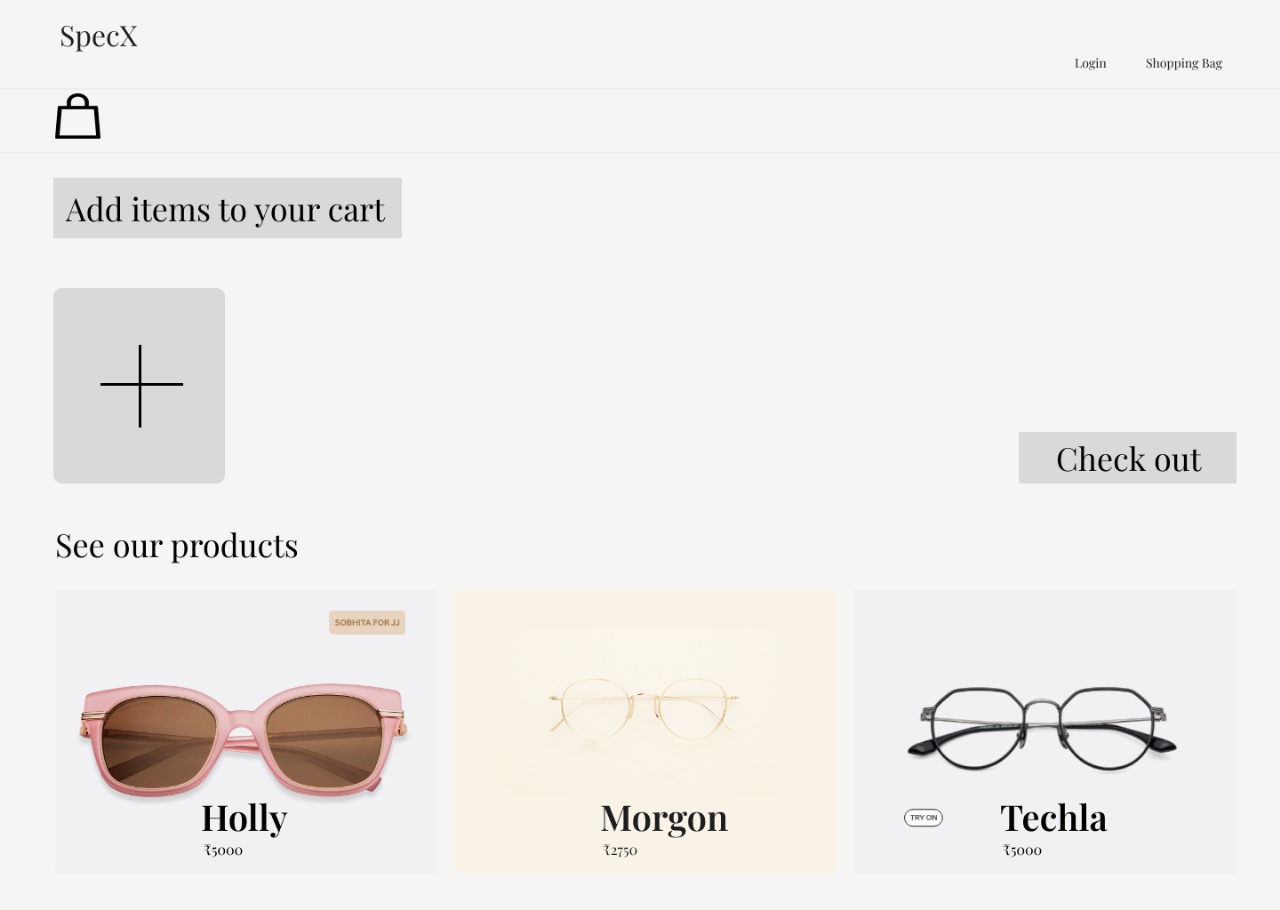 SpecX
Login
Shopping Bag
Add items to your cart
Check out
See our products
SOBHITA FOR JJ
Holly
₹5000
Morgon
₹2750
TRY ON
Techla
₹5000